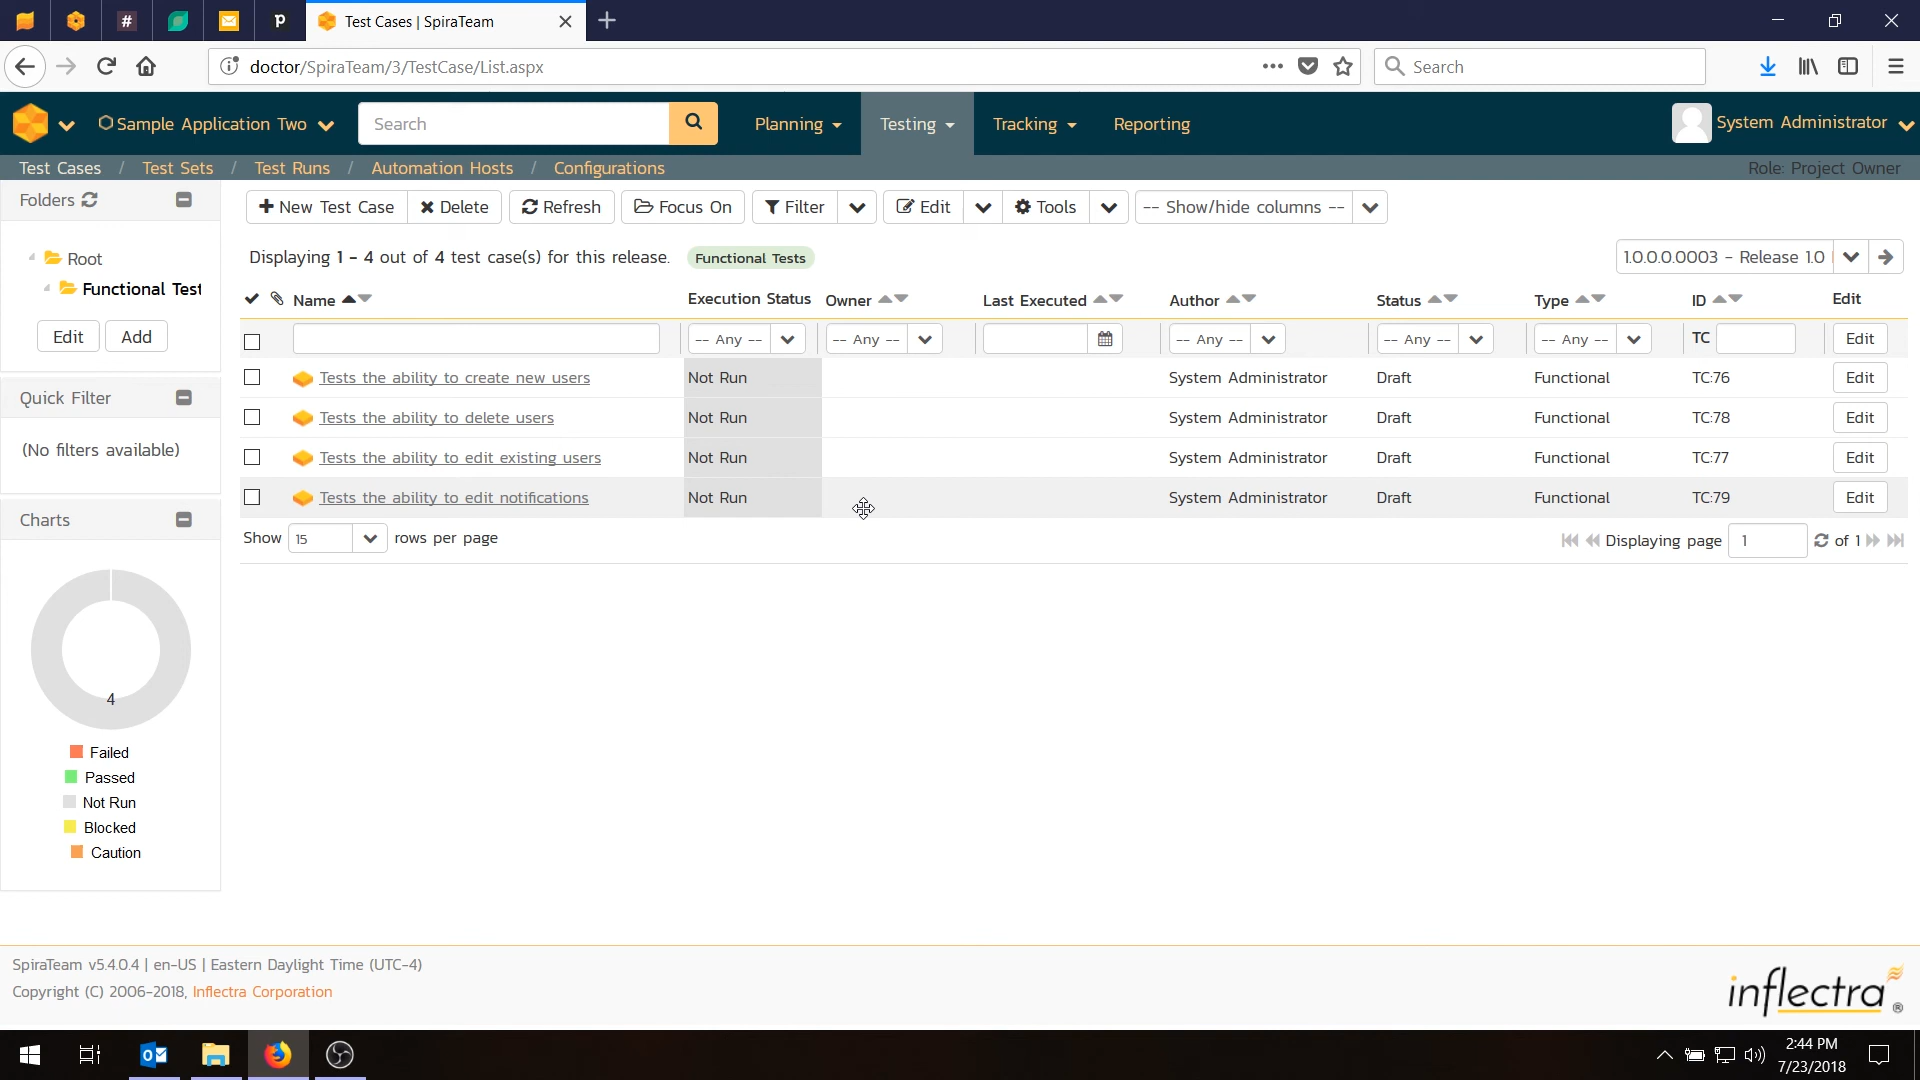 # p Test Cases | SpiraTeam
doctor/SpiraTeam/3/TestCase/List.aspx Search
Sample Application Two Search Planning Testing Tracking Reporting System Administrator
Test Cases / Test Sets / Test Runs / Automation Hosts / Configurations Role: Project Owner
Folders New Test Case Delete Refresh Focus On Filter Edit Tools -- Show/hide columns --
Displaying 1 - 4 out of 4 test case(s) for this release. Functional Tests 1.0.0.0.0003 - Release 1.0
Root
Functional Test
Edit Add
Name Execution Status Owner Last Executed Author Status Type ID Edit
-- Any -- -- Any -- -- Any -- -- Any -- -- Any -- TC Edit
Tests the ability to create new users Not Run System Administrator Draft Functional TC:76 Edit
Tests the ability to delete users Not Run System Administrator Draft Functional TC:78 Edit
Tests the ability to edit existing users Not Run System Administrator Draft Functional TC:77 Edit
Tests the ability to edit notifications Not Run System Administrator Draft Functional TC:79 Edit
Show 15 rows per page Displaying page 1 of 1
Quick Filter
(No filters available)
Charts
4
Failed
Passed
Not Run
Blocked
Caution
SpiraTeam v5.4.0.4 | en-US | Eastern Daylight Time (UTC-4)
Copyright (C) 2006-2018, Inflectra Corporation
inflectra ®
2:44 PM
7/23/2018